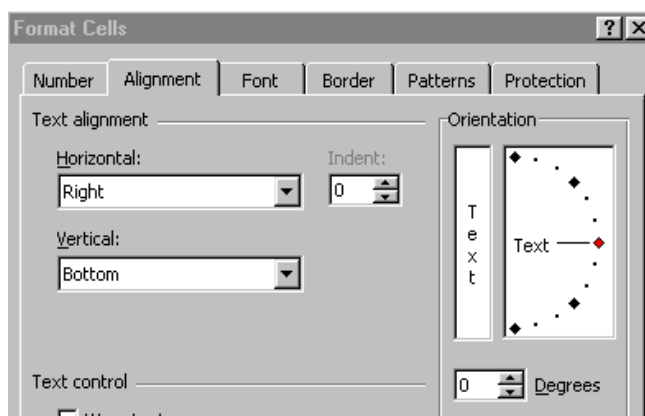 Format Cells
Number Alignment Font Border Patterns Protection
Text alignment
Orientation
Horizontal:
Indent:
Right
0
Vertical:
Bottom
Text
Text
Text control
0 Degrees